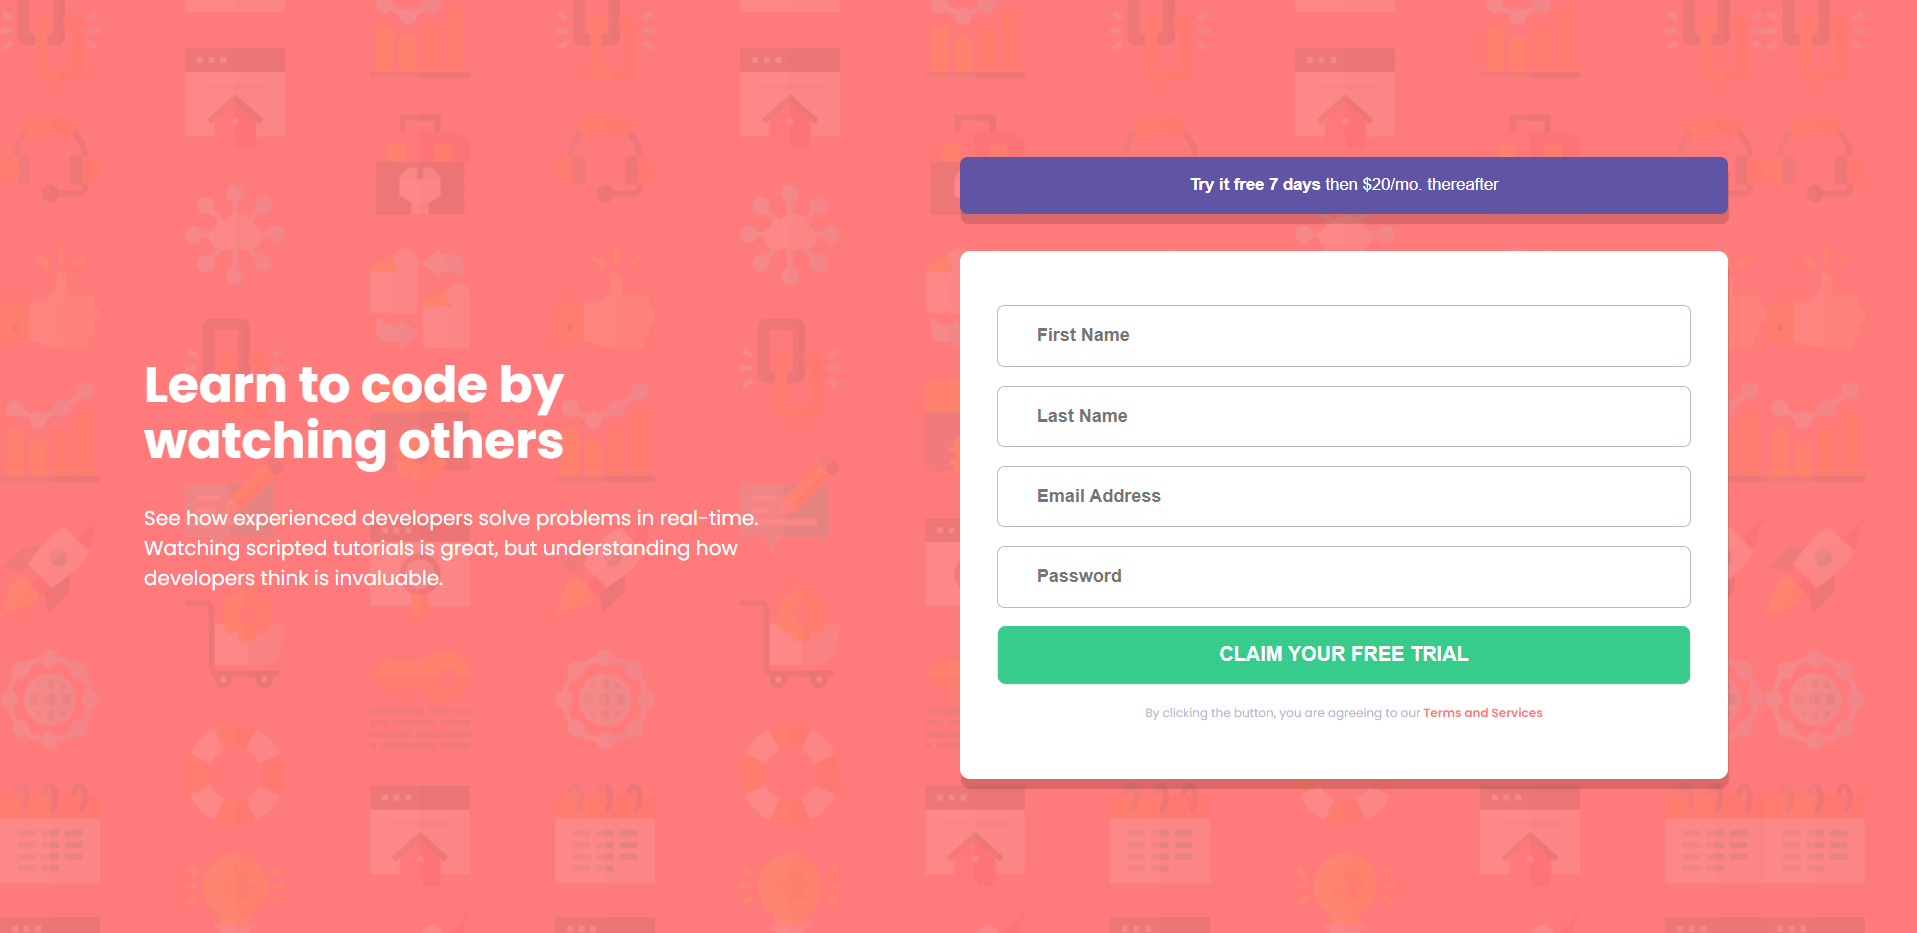 Learn to code by
watching others
See how experienced developers solve problems in real-time.
Watching scripted tutorials is great, but understanding how
developers think is invaluable.
Try it free 7 days then $20/mo. thereafter
First Name
Last Name
Email Address
Password
CLAIM YOUR FREE TRIAL
By clicking the button, you are agreeing to our Terms and Services